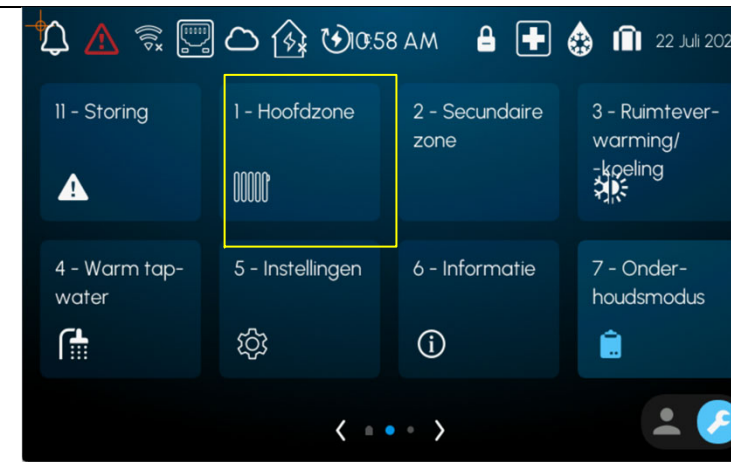 10:58 AM
22 Juli 202
11 - Storing
1 - Hoofdzone
2 - Secundaire
zone
3 - Ruimtever-
warming/
-koeling
4 - Warm tap-
water
5 - Instellingen
6 - Informatie
7 - Onder-
houdsmodus